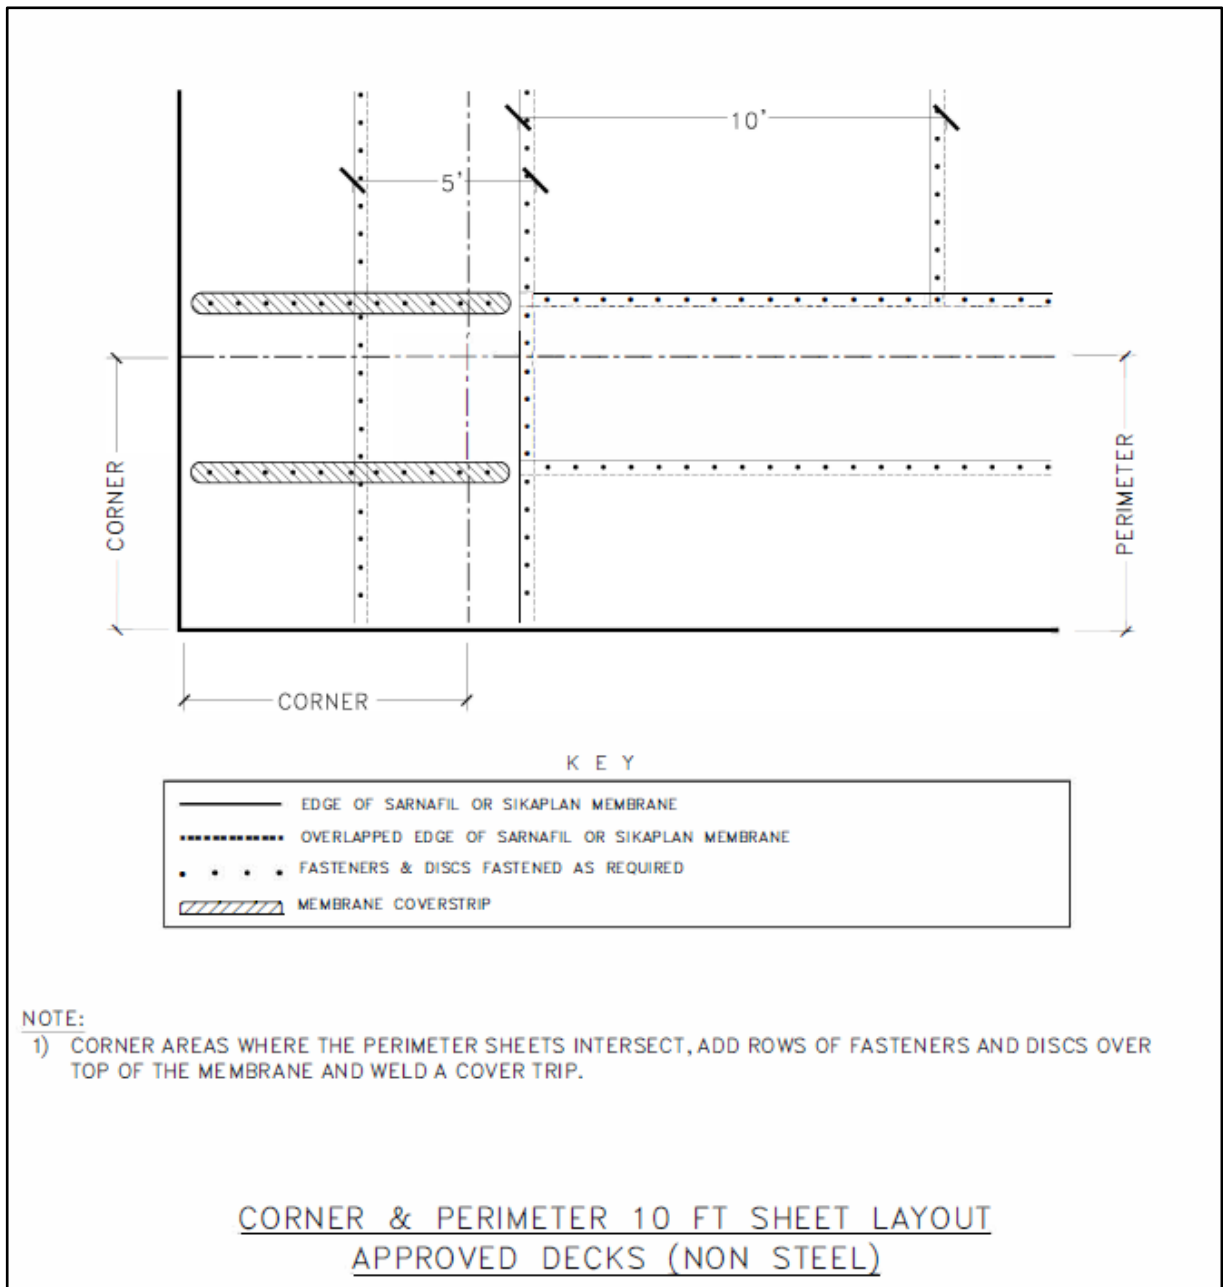 10'
5'
CORNER
PERIMETER
CORNER
K E Y
EDGE OF SARNAFIL OR SIKAPLAN MEMBRANE
OVERLAPPED EDGE OF SARNAFIL OR SIKAPLAN MEMBRANE
FASTENERS & DISCS FASTENED AS REQUIRED
MEMBRANE COVERSTRIP
NOTE:
1) CORNER AREAS WHERE THE PERIMETER SHEETS INTERSECT, ADD ROWS OF FASTENERS AND DISCS OVER
TOP OF THE MEMBRANE AND WELD A COVER TRIP.
CORNER & PERIMETER 10 FT SHEET LAYOUT
APPROVED DECKS (NON STEEL)